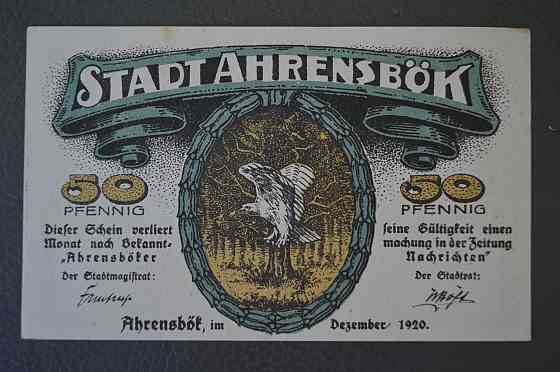 STADT AHRENSBÖK
50 50
PFENNIG PFENNIG
Dieser Schein verliert seine Gültigkeit einen
Monat nach Bekannt- machung in der Zeitung
„Ahrensböker Nachrichten"
Der Stadtmagistrat: Der Stadtrat:
Ahrensbök, im Dezember 1920.